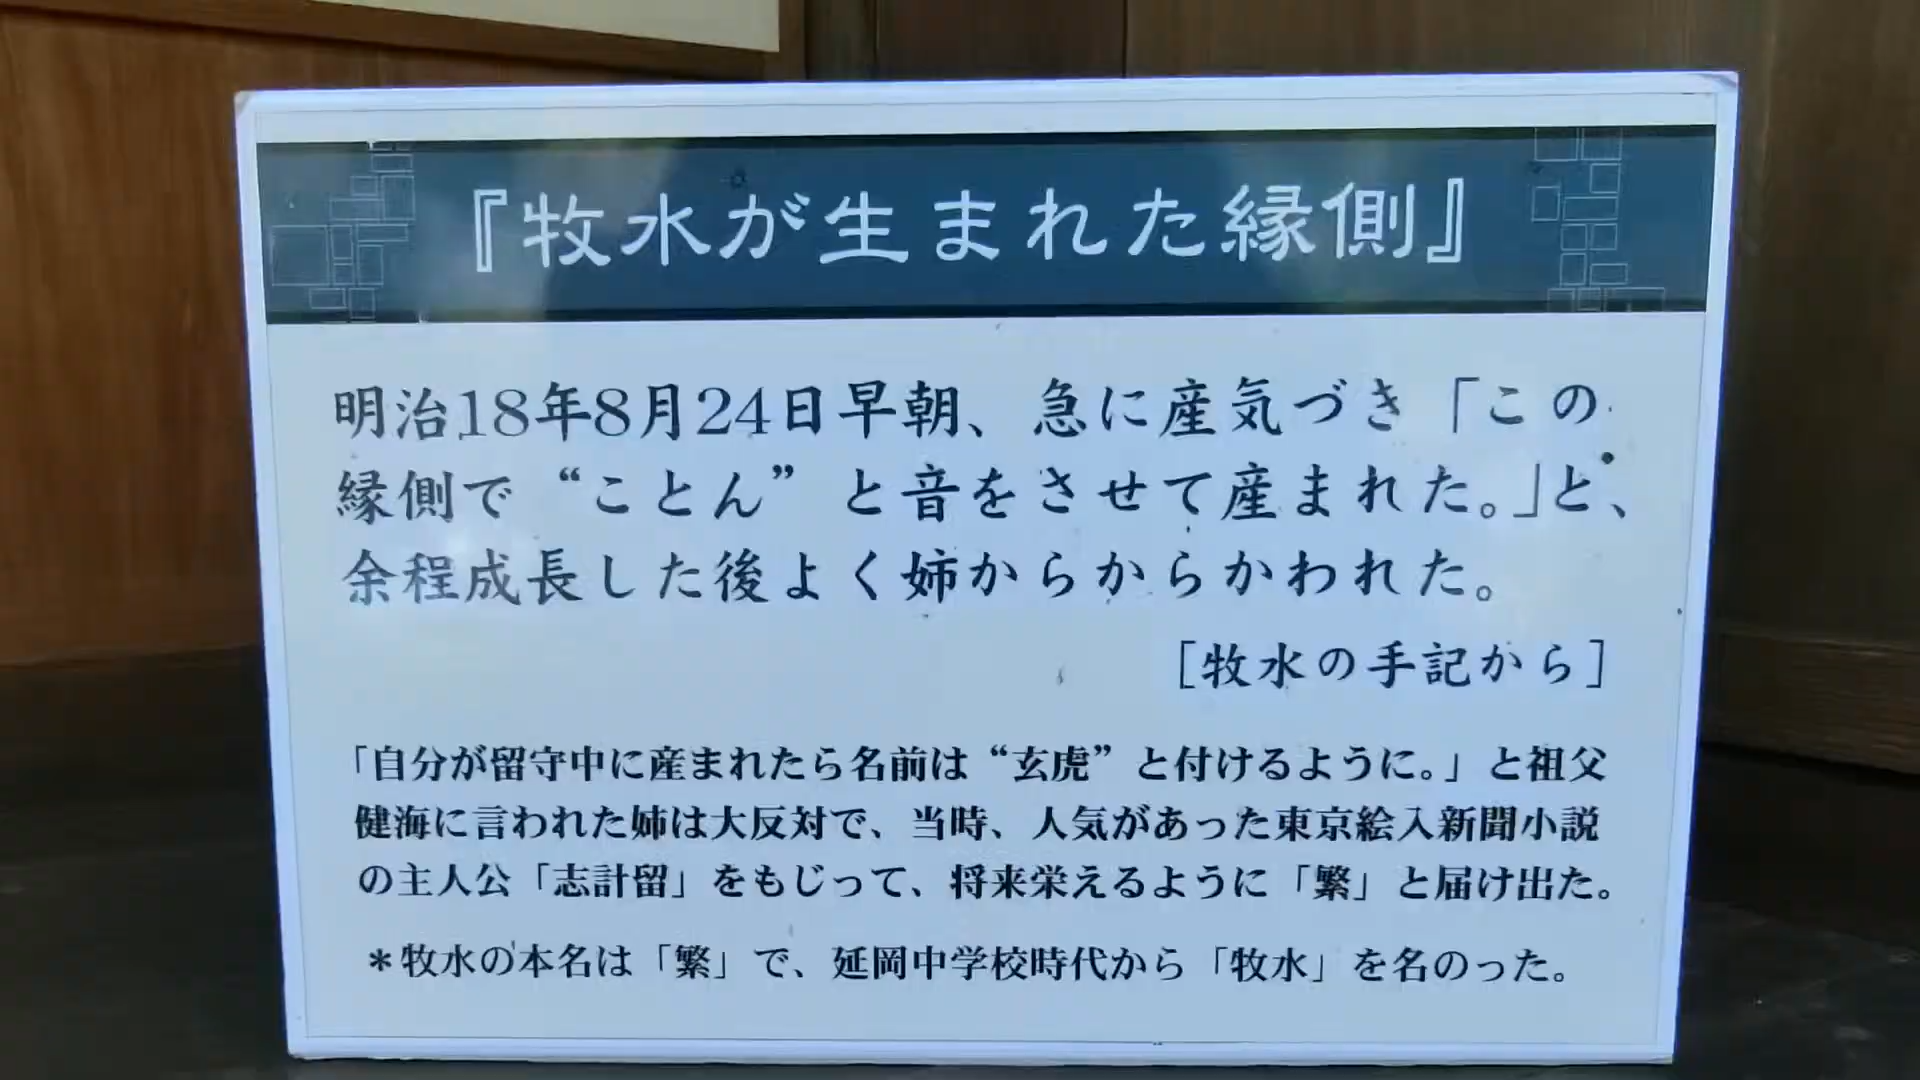 『牧水が生まれた縁側』
明治18年8月24日早朝、急に産気づき「この
縁側で“ことん”と音をさせて産まれた。」と、
余程成長した後よく姉からからかわれた。
[牧水の手記から]
「自分が留守中に産まれたら名前は“玄虎”と付けるように。」と祖父
健海に言われた姉は大反対で、当時、人気があった東京絵入新聞小説
の主人公「志計留」をもじって、将来栄えるように「繁」と届け出た。
＊牧水の本名は「繁」で、延岡中学校時代から「牧水」を名のった。